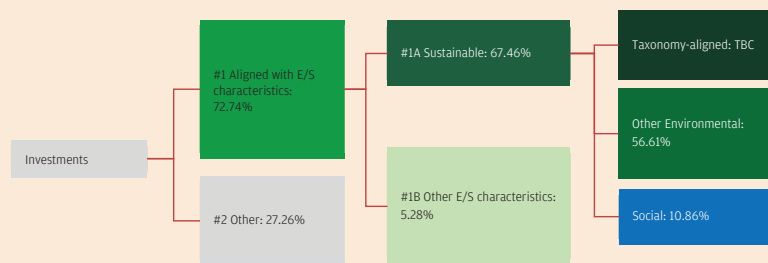 Investments
#1 Aligned with E/S
characteristics:
72.74%
#2 Other: 27.26%
#1A Sustainable: 67.46%
#1B Other E/S characteristics:
5.28%
Taxonomy-aligned: TBC
Other Environmental:
56.61%
Social: 10.86%